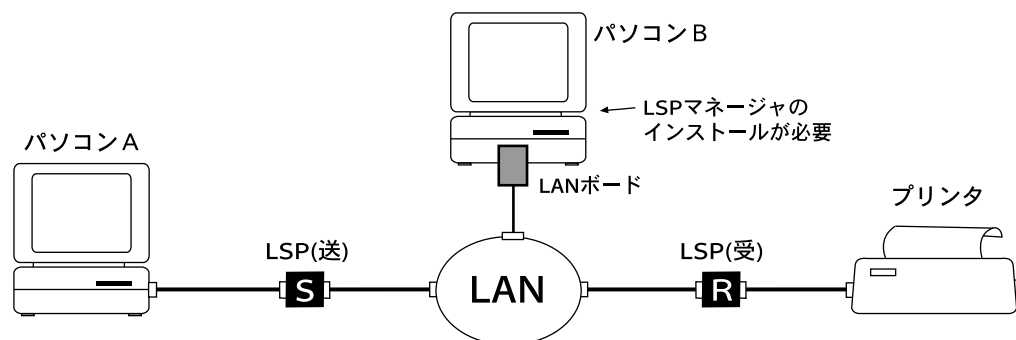 パソコンB
LSPマネージャの
インストールが必要
パソコンA
LANボード
プリンタ
LSP(送)
LSP(受)
S
LAN
R